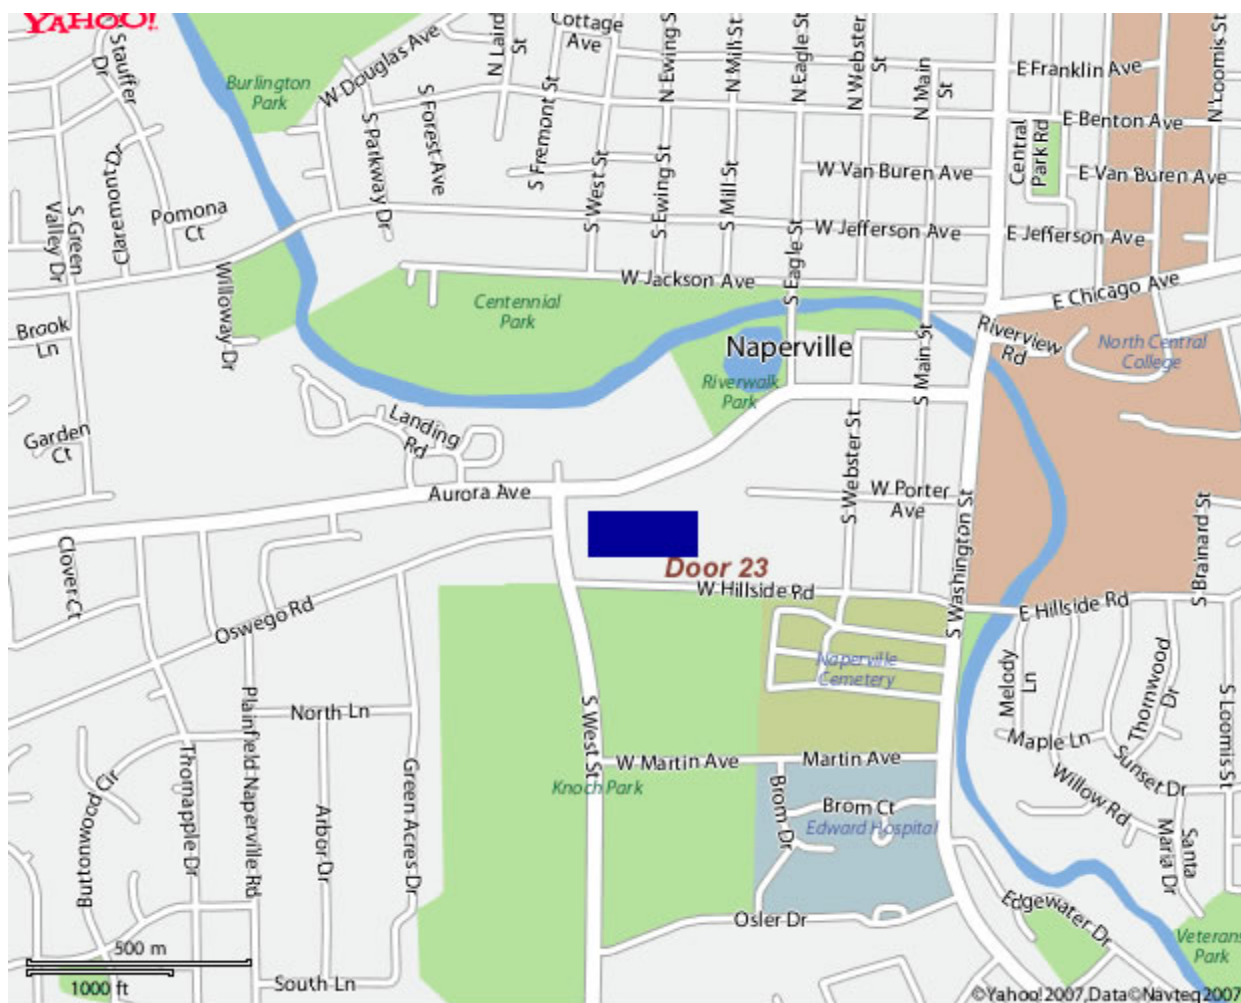 YAHOO!
Stauffer
Dr
Burlington
Park
W Douglas Ave
N Laird
St
Cottage
Ave
N Ewing St
N Mill St
N Eagle St
N Webster
St
N Main
St
E Franklin Ave
N Loomis St
E Benton Ave
Claremont Dr
S Parkway Dr
S Forest Ave
S Fremont St
S West St
S Ewing St
S Mill St
W Van Buren Ave
Central
Park Rd
E Van Buren Ave
S Green
Valley Dr
Pomona
Ct
S Eagle St
W Jefferson Ave
E Jefferson Ave
Willoway Dr
W Jackson Ave
E Chicago Ave
Centennial
Park
Brook
Ln
Naperville
S Main St
Riverview
Rd
North Central
College
Riverwalk
Park
Garden
Ct
Landing
Rd
S Webster St
Aurora Ave
W Porter
Ave
S Washington St
S Brainard St
Clover Ct
Door 23
W Hillside Rd
E Hillside Rd
Oswego Rd
Naperville
Cemetery
Melody
Ln
Thornwood
Dr
S Loomis St
Plainfield Naperville Rd
North Ln
S West St
Maple Ln
Sunset Dr
W Martin Ave
Martin Ave
Knoch Park
Willow Rd
Buttonwood Cir
Thornapple Dr
Arbor Dr
Green Acres Dr
Brom Dr
Brom Ct
Edward Hospital
Santa
Maria Dr
Osler Dr
Edgewater Dr
Veterans
Park
500 m
1000 ft
South Ln
©Yahoo! 2007, Data©Navteq 2007